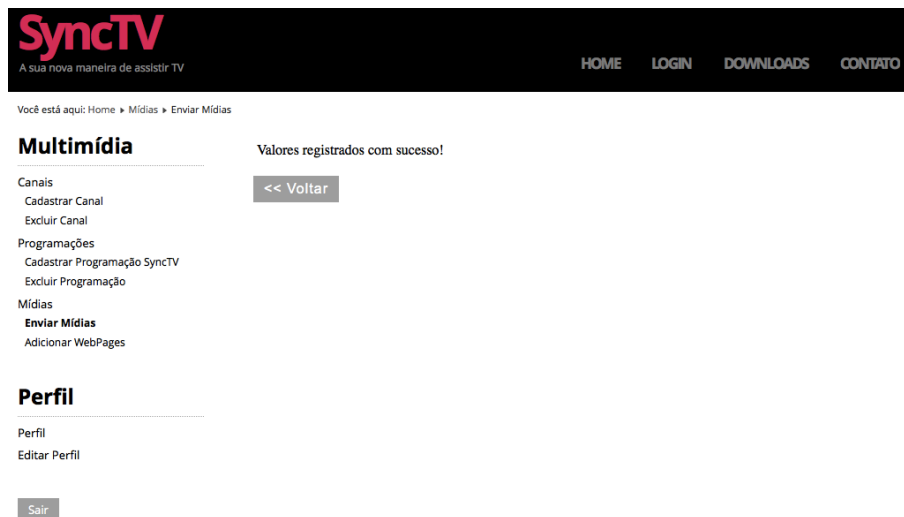 SyncTV
A sua nova maneira de assistir TV
HOME LOGIN DOWNLOADS CONTATO
Você está aqui: Home ▸ Mídias ▸ Enviar Mídias
Multimídia
Canais
Cadastrar Canal
Excluir Canal
Programações
Cadastrar Programação SyncTV
Excluir Programação
Mídias
Enviar Mídias
Adicionar WebPages
Perfil
Perfil
Editar Perfil
Sair
Valores registrados com sucesso!
<< Voltar